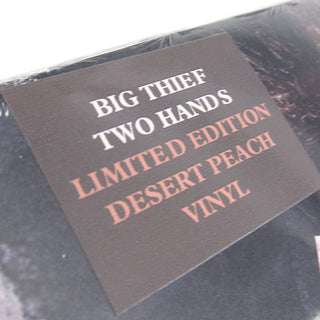 BIG THIEF
TWO HANDS
LIMITED EDITION
DESERT PEACH
VINYL